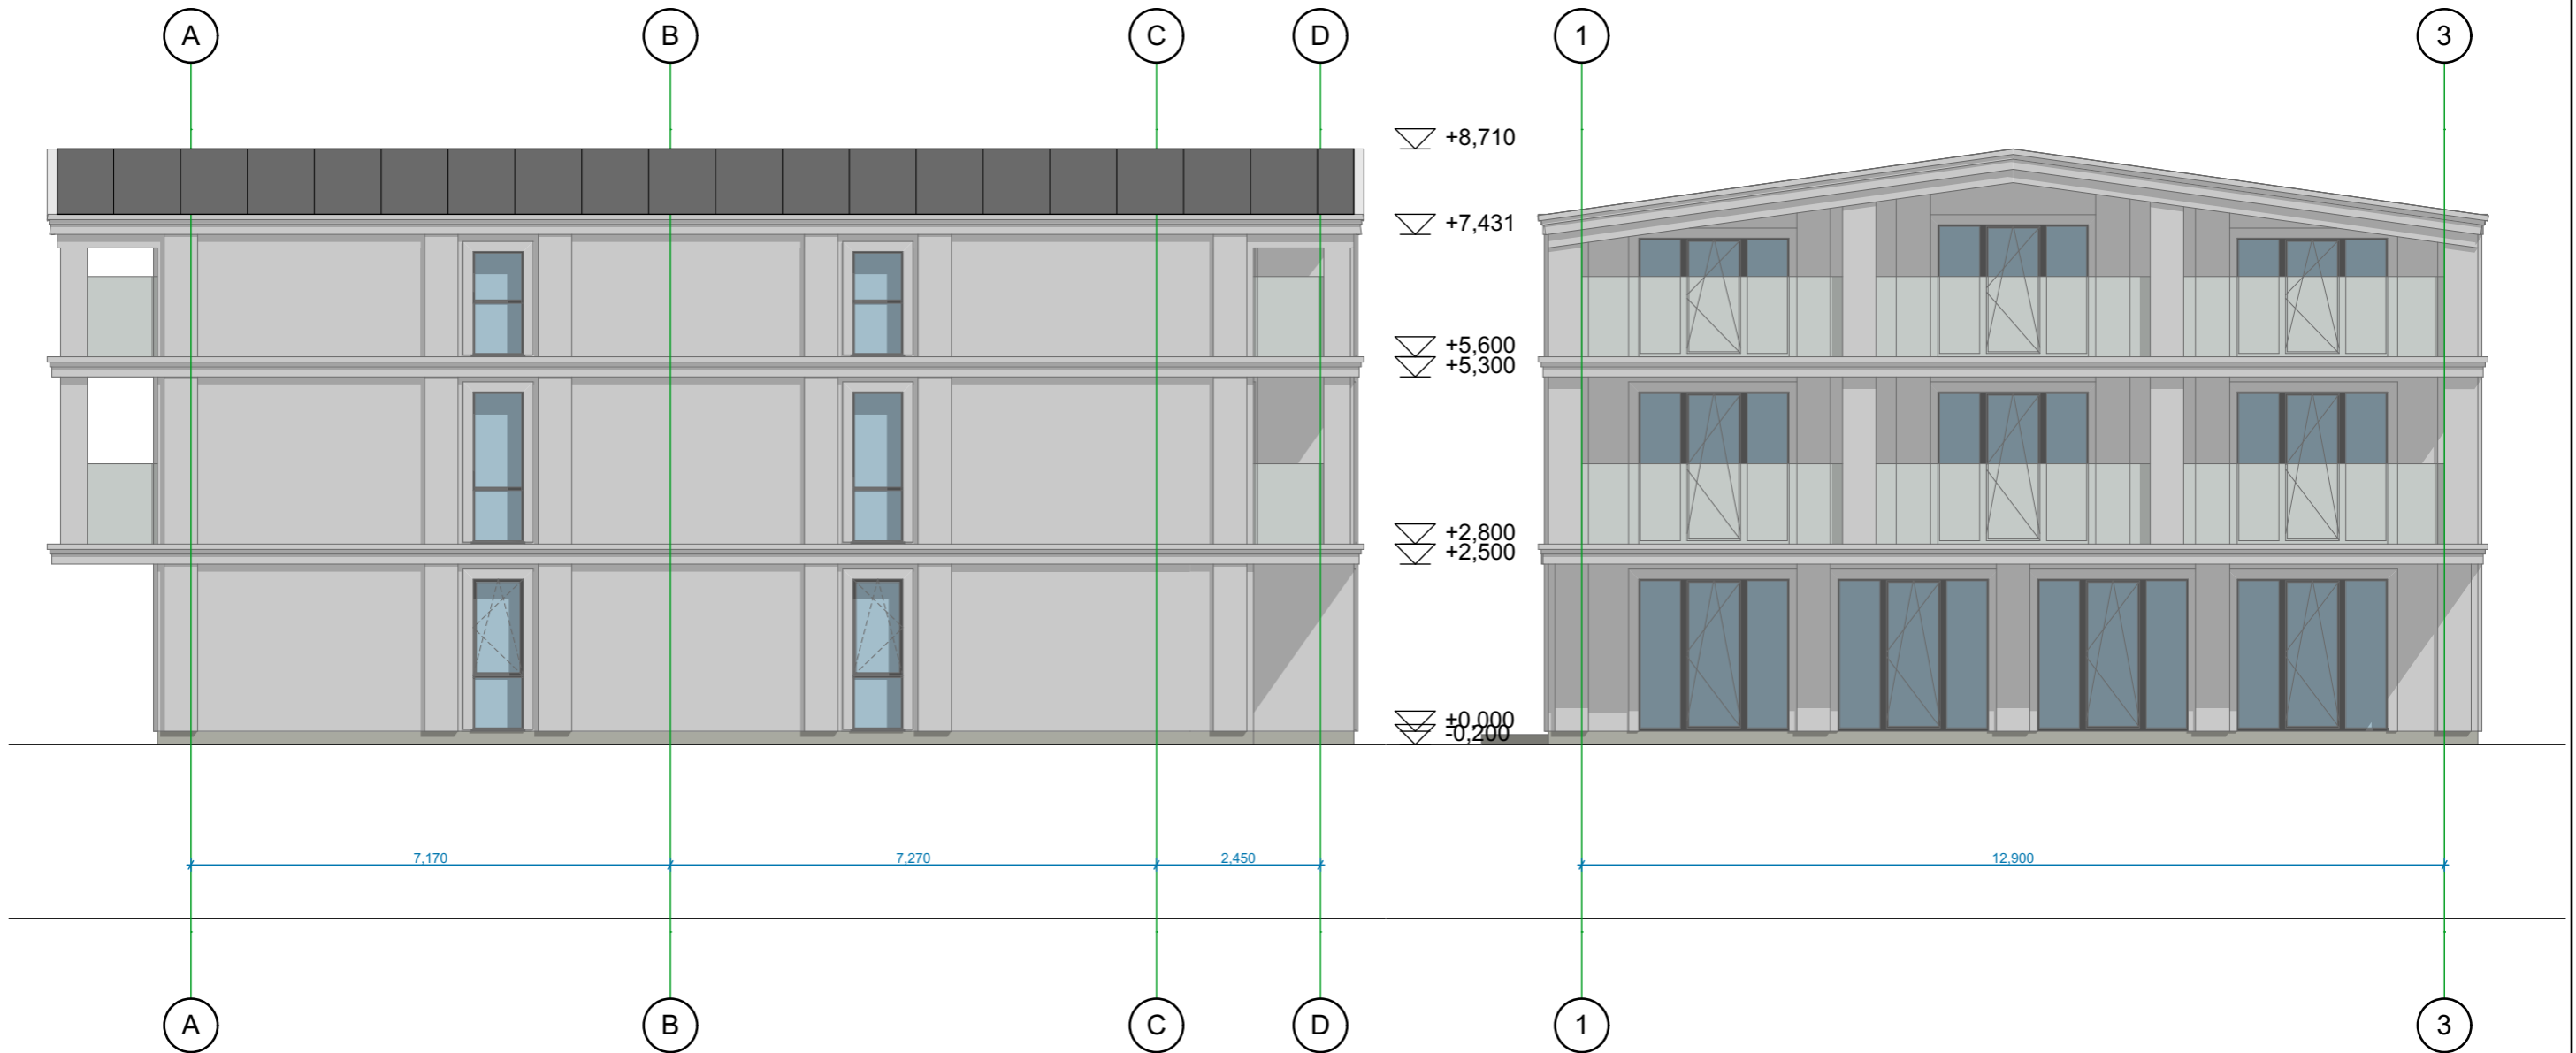 A B C D 1 3
+8,710
+7,431
+5,600
+5,300
+2,800
+2,500
±0,000
-0,200
7,170 7,270 2,450 12,900
A B C D 1 3